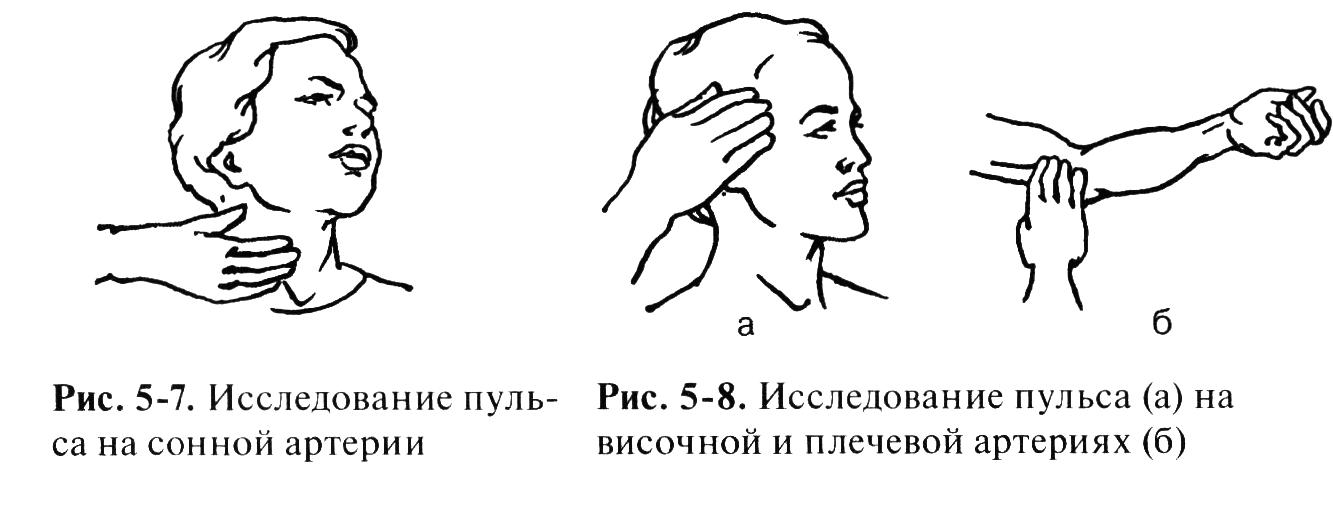 а
б
Рис. 5-7. Исследование пуль-
са на сонной артерии
Рис. 5-8. Исследование пульса (а) на
височной и плечевой артериях (б)